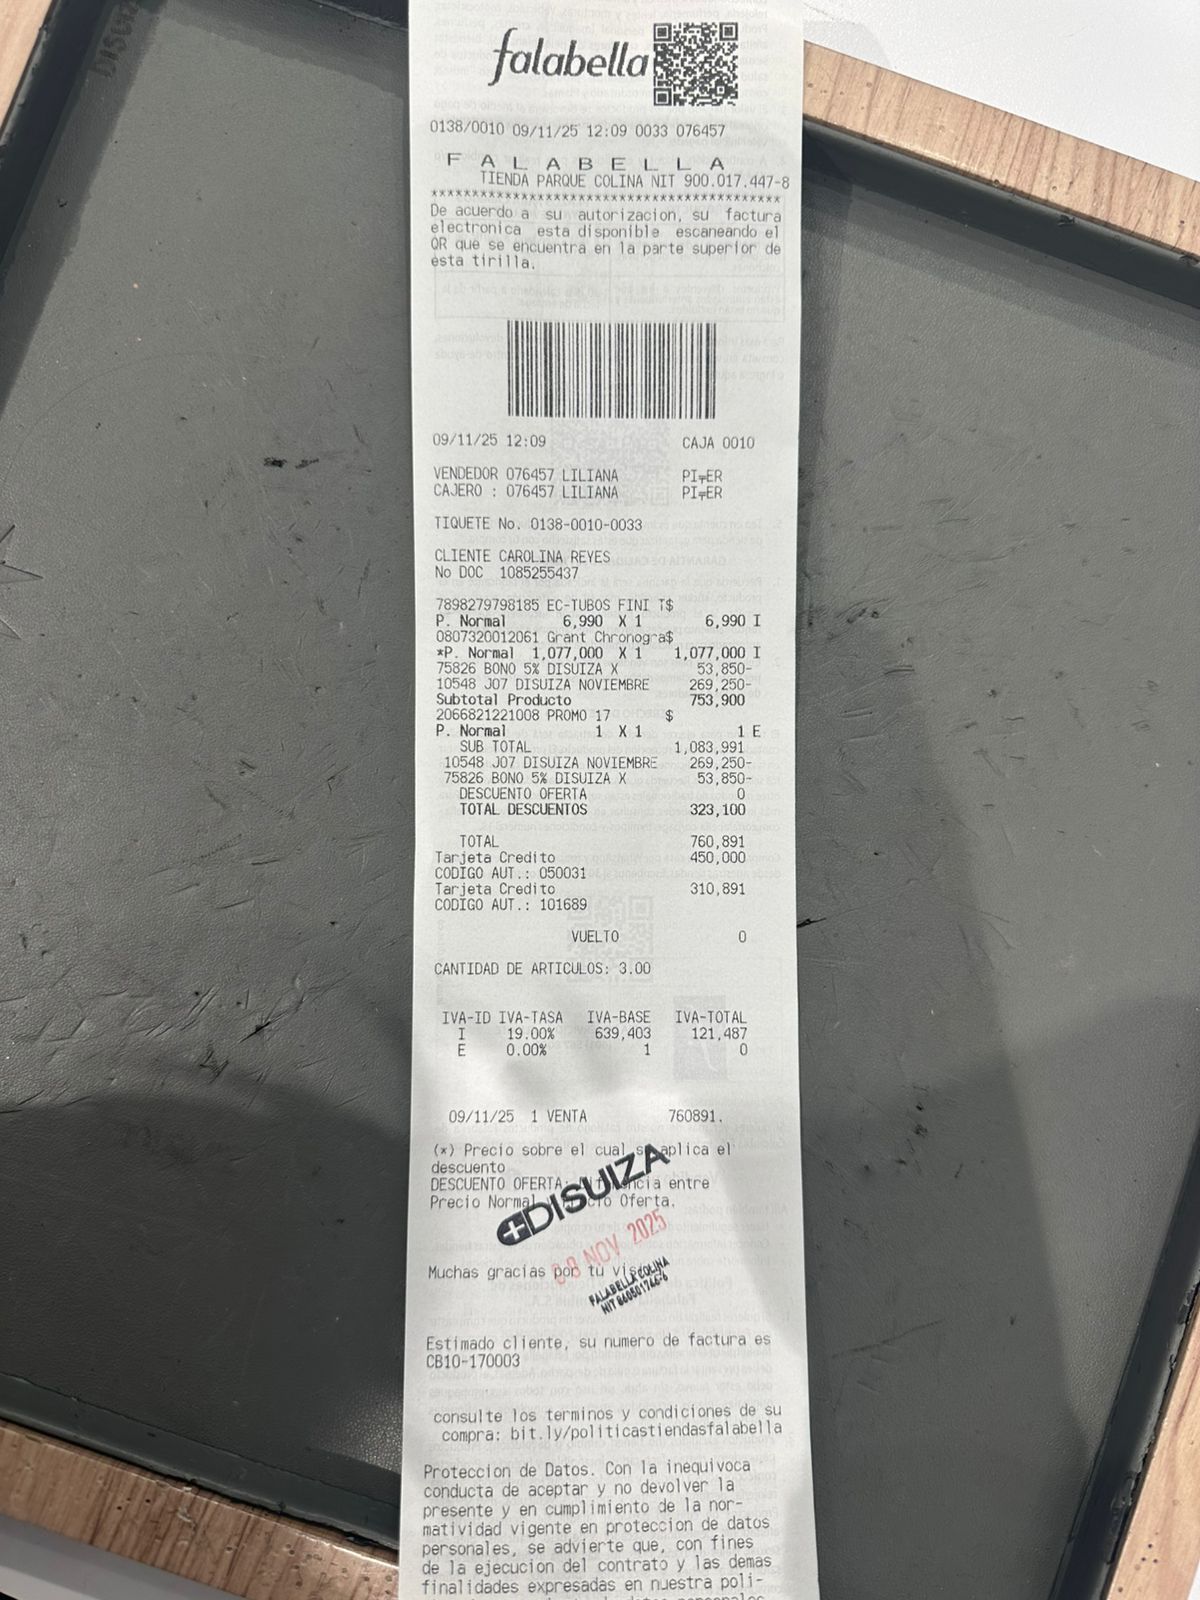 falabella
0138/0010 09/11/25 12:09 0033 076457
F A L A B E L L A
TIENDA PARQUE COLINA NIT 900.017.447-8
********************************************
De acuerdo a su autorizacion, su factura
electronica esta disponible escaneando el
QR que se encuentra en la parte superior de
esta tirilla.
09/11/25 12:09 CAJA 0010
VENDEDOR 076457 LILIANA PI╤ER
CAJERO : 076457 LILIANA PI╤ER
TIQUETE No. 0138-0010-0033
CLIENTE CAROLINA REYES
No DOC 1085255437
7898279798185 EC-TUBOS FINI T$
P. Normal 6,990 X 1 6,990 I
0807320012061 Grant Chronogra$
*P. Normal 1,077,000 X 1 1,077,000 I
75826 BONO 5% DISUIZA X 53,850-
10548 J07 DISUIZA NOVIEMBRE 269,250-
Subtotal Producto 753,900
2066821221008 PROMO 17 $
P. Normal 1 X 1 1 E
SUB TOTAL 1,083,991
10548 J07 DISUIZA NOVIEMBRE 269,250-
75826 BONO 5% DISUIZA X 53,850-
DESCUENTO OFERTA 0
TOTAL DESCUENTOS 323,100
TOTAL 760,891
Tarjeta Credito 450,000
CODIGO AUT.: 050031
Tarjeta Credito 310,891
CODIGO AUT.: 101689
VUELTO 0
CANTIDAD DE ARTICULOS: 3.00
IVA-ID IVA-TASA IVA-BASE IVA-TOTAL
I 19.00% 639,403 121,487
E 0.00% 1 0
09/11/25 1 VENTA 760891.
(*) Precio sobre el cual se aplica el
descuento
DESCUENTO OFERTA: Diferencia entre
Precio Normal Oferta.
DISUIZA
NOV 2025
Muchas gracias por tu
FALABELLA COLINA
NIT
Estimado cliente, su numero de factura es
CB10-170003
consulte los terminos y condiciones de su
compra: bit.ly/politicastiendasfalabella
Proteccion de Datos. Con la inequivoca
conducta de aceptar y no devolver la
presente y en cumplimiento de la nor-
matividad vigente en proteccion de datos
personales, se advierte que, con fines
de la ejecucion del contrato y las demas
finalidades expresadas en nuestra poli-